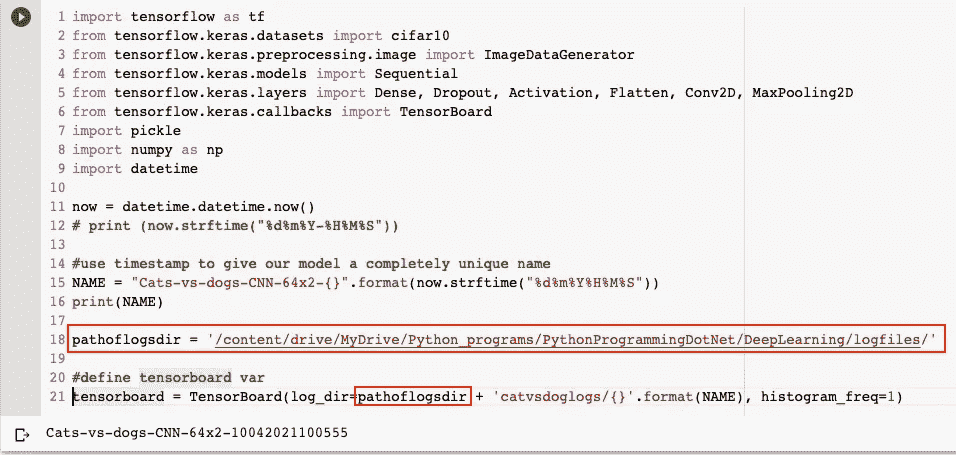 1 import tensorflow as tf
2 from tensorflow.keras.datasets import cifar10
3 from tensorflow.keras.preprocessing.image import ImageDataGenerator
4 from tensorflow.keras.models import Sequential
5 from tensorflow.keras.layers import Dense, Dropout, Activation, Flatten, Conv2D, MaxPooling2D
6 from tensorflow.keras.callbacks import TensorBoard
7 import pickle
8 import numpy as np
9 import datetime
10
11 now = datetime.datetime.now()
12 # print (now.strftime("%d%m%Y-%H%M%S"))
13
14 #use timestamp to give our model a completely unique name
15 NAME = "Cats-vs-dogs-CNN-64x2-{}".format(now.strftime("%d%m%Y%H%M%S"))
16 print(NAME)
17
18 pathoflogsdir = '/content/drive/MyDrive/Python_programs/PythonProgrammingDotNet/DeepLearning/logfiles/'
19
20 #define tensorboard var
21 tensorboard = TensorBoard(log_dir=pathoflogsdir + 'catvsdoglogs/{}'.format(NAME), histogram_freq=1)
Cats-vs-dogs-CNN-64x2-10042021100555